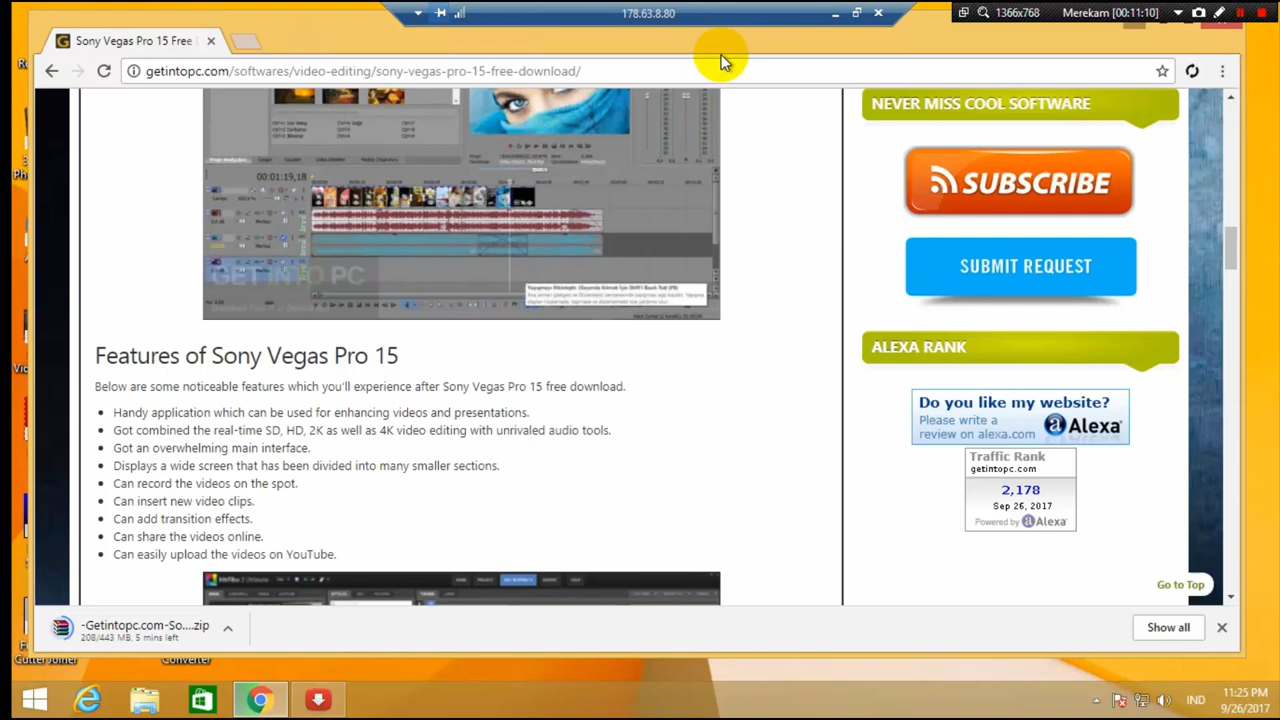 178.63.8.80
1366x768
Merekam [00:11:10]
Sony Vegas Pro 15 Free
getintopc.com/softwares/video-editing/sony-vegas-pro-15-free-download/
00:01:19,18
GET INTO PC
NEVER MISS COOL SOFTWARE
SUBSCRIBE
SUBMIT REQUEST
Features of Sony Vegas Pro 15
Below are some noticeable features which you'll experience after Sony Vegas Pro 15 free download.
Handy application which can be used for enhancing videos and presentations.
Got combined the real-time SD, HD, 2K as well as 4K video editing with unrivaled audio tools.
Got an overwhelming main interface.
Displays a wide screen that has been divided into many smaller sections.
Can record the videos on the spot.
Can insert new video clips.
Can add transition effects.
Can share the videos online.
Can easily upload the videos on YouTube.
ALEXA RANK
Do you like my website?
Please write a
review on alexa.com
Alexa
Traffic Rank
getintopc.com
2,178
Sep 26, 2017
Powered by Alexa
Go to Top
-Getintopc.com-So....zip
208/443 MB, 5 mins left
Show all
CutterJoiner
Converter
IND
11:25 PM
9/26/2017